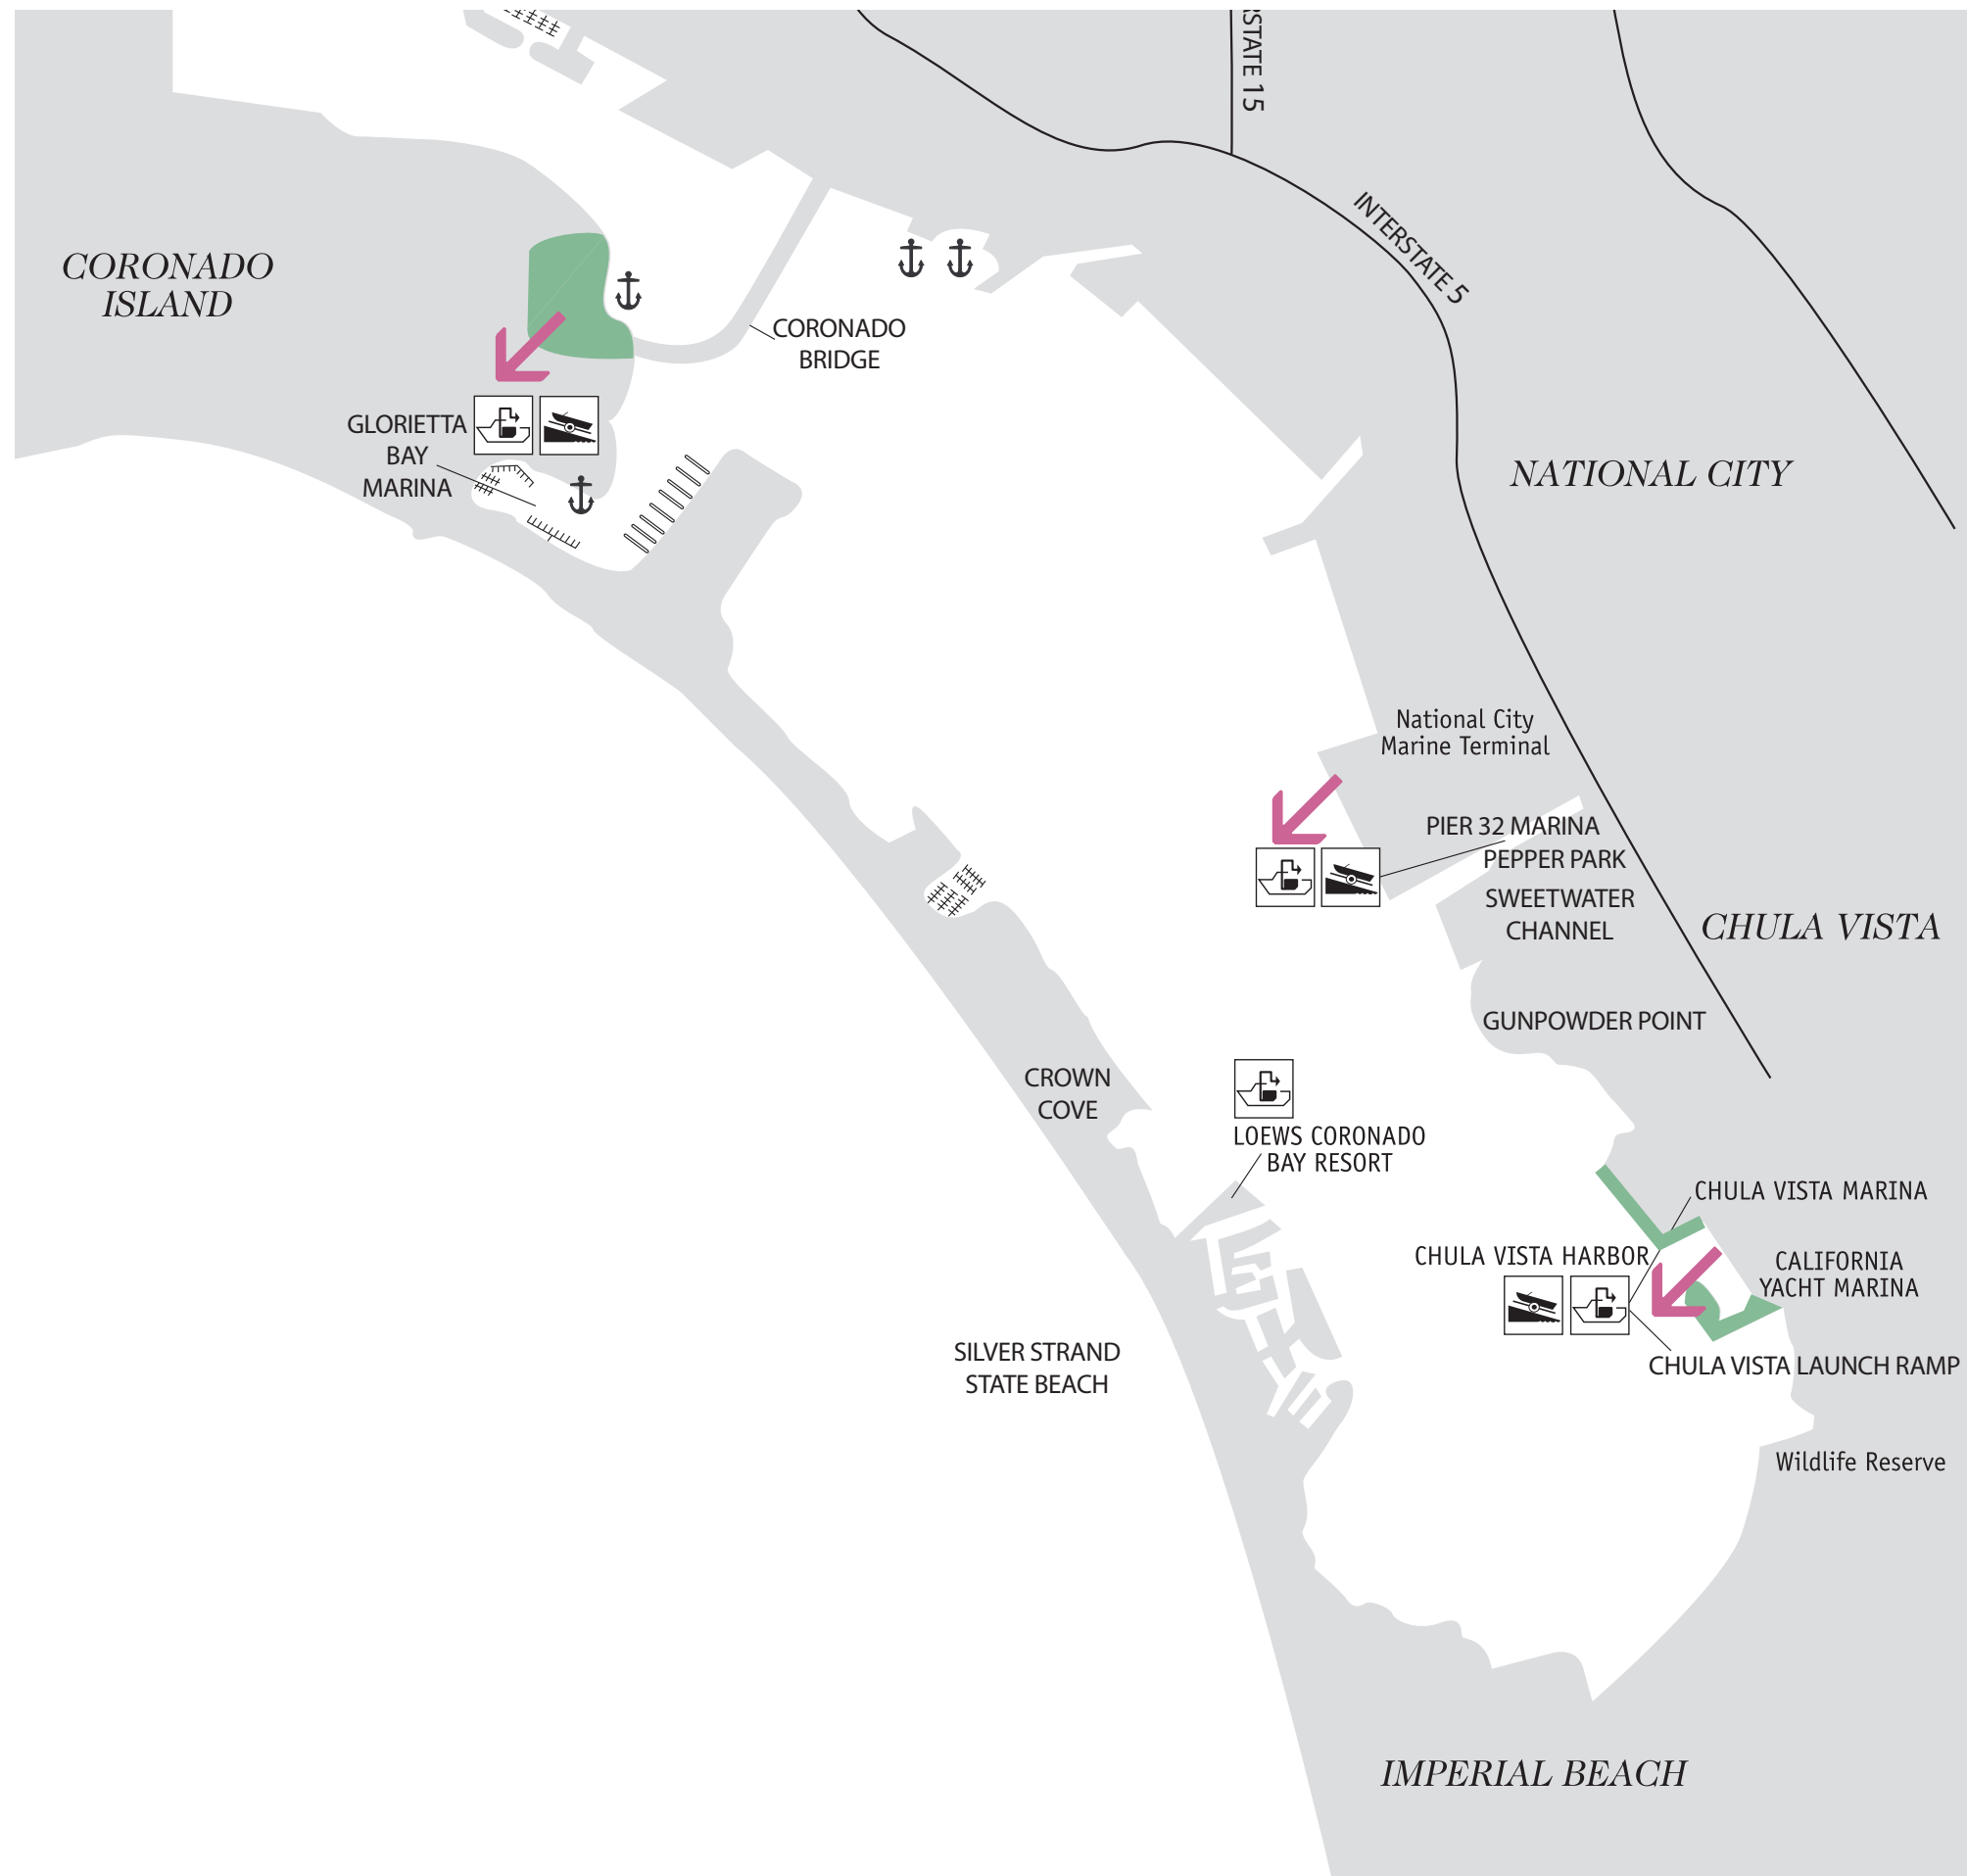 RSTATE 15
INTERSTATE 5
CORONADO
ISLAND
CORONADO
BRIDGE
GLORIETTA
BAY
MARINA
NATIONAL CITY
National City
Marine Terminal
PIER 32 MARINA
PEPPER PARK
SWEETWATER
CHANNEL
CHULA VISTA
GUNPOWDER POINT
CROWN
COVE
LOEWS CORONADO
BAY RESORT
CHULA VISTA MARINA
CHULA VISTA HARBOR
CALIFORNIA
YACHT MARINA
SILVER STRAND
STATE BEACH
CHULA VISTA LAUNCH RAMP
Wildlife Reserve
IMPERIAL BEACH